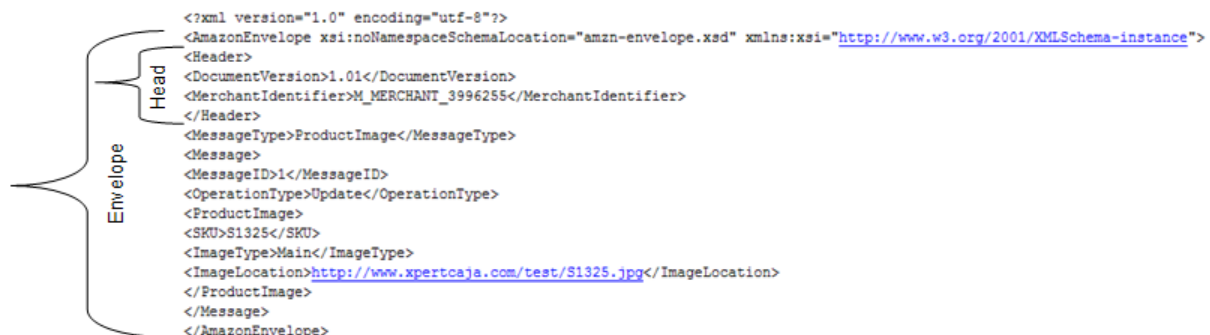 <?xml version="1.0" encoding="utf-8"?>
<AmazonEnvelope xsi:noNamespaceSchemaLocation="amzn-envelope.xsd" xmlns:xsi="http://www.w3.org/2001/XMLSchema-instance">
<Header>
<DocumentVersion>1.01</DocumentVersion>
<MerchantIdentifier>M_MERCHANT_3996255</MerchantIdentifier>
</Header>
<MessageType>ProductImage</MessageType>
<Message>
<MessageID>1</MessageID>
<OperationType>Update</OperationType>
<ProductImage>
<SKU>S1325</SKU>
<ImageType>Main</ImageType>
<ImageLocation>http://www.xpertcaja.com/test/S1325.jpg</ImageLocation>
</ProductImage>
</Message>
</AmazonEnvelope>
Head
Envelope